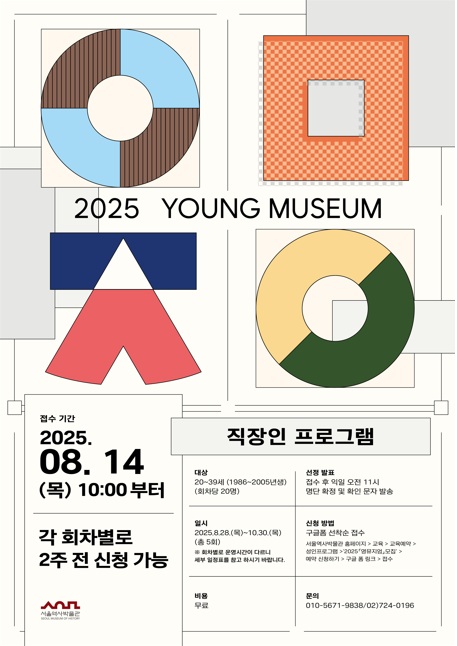 2025 YOUNG MUSEUM
접수 기간
2025.
08. 14
(목) 10:00부터
각 회차별로
2주 전 신청 가능
서울역사박물관
SEOUL MUSEUM OF HISTORY
직장인 프로그램
대상
20~39세 (1986~2005년생)
(회차당 20명)
선정 발표
접수 후 익일 오전 11시
명단 확정 및 확인 문자 발송
일시
2025.8.28.(목)~10.30.(목)
(총 5회)
※ 회차별로 운영시간이 다르니
세부 일정표를 참고 하시기 바랍니다.
신청 방법
구글폼 선착순 접수
서울역사박물관 홈페이지 > 교육 > 교육예약 >
성인프로그램 >'2025「영뮤지엄」모집' >
예약 신청하기 > 구글 폼 링크 > 접수
비용
무료
문의
010-5671-9838/02)724-0196